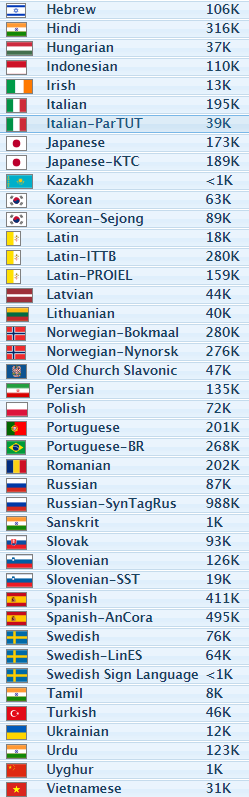 Hebrew 106K
Hindi 316K
Hungarian 37K
Indonesian 110K
Irish 13K
Italian 195K
Italian-ParTUT 39K
Japanese 173K
Japanese-KTC 189K
Kazakh <1K
Korean 63K
Korean-Sejong 89K
Latin 18K
Latin-ITTB 280K
Latin-PROIEL 159K
Latvian 44K
Lithuanian 40K
Norwegian-Bokmaal 280K
Norwegian-Nynorsk 276K
Old Church Slavonic 47K
Persian 135K
Polish 72K
Portuguese 201K
Portuguese-BR 268K
Romanian 202K
Russian 87K
Russian-SynTagRus 988K
Sanskrit 1K
Slovak 93K
Slovenian 126K
Slovenian-SST 19K
Spanish 411K
Spanish-AnCora 495K
Swedish 76K
Swedish-LinES 64K
Swedish Sign Language <1K
Tamil 8K
Turkish 46K
Ukrainian 12K
Urdu 123K
Uyghur 1K
Vietnamese 31K